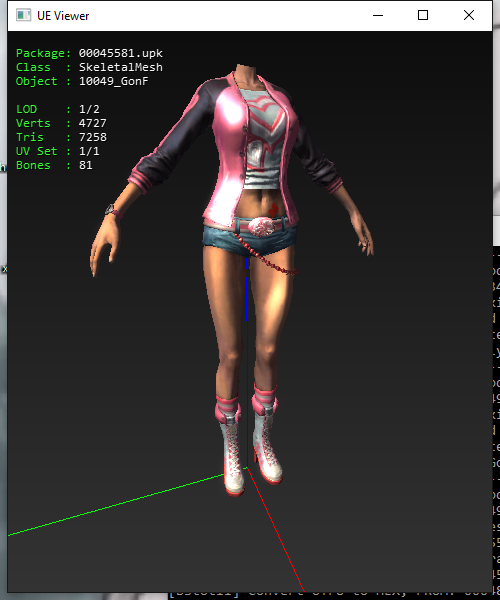 UE Viewer
Package: 00045581.upk
Class : SkeletalMesh
Object : 10049_GonF
LOD : 1/2
Verts : 4727
Tris : 7258
UV Set : 1/1
Bones : 81